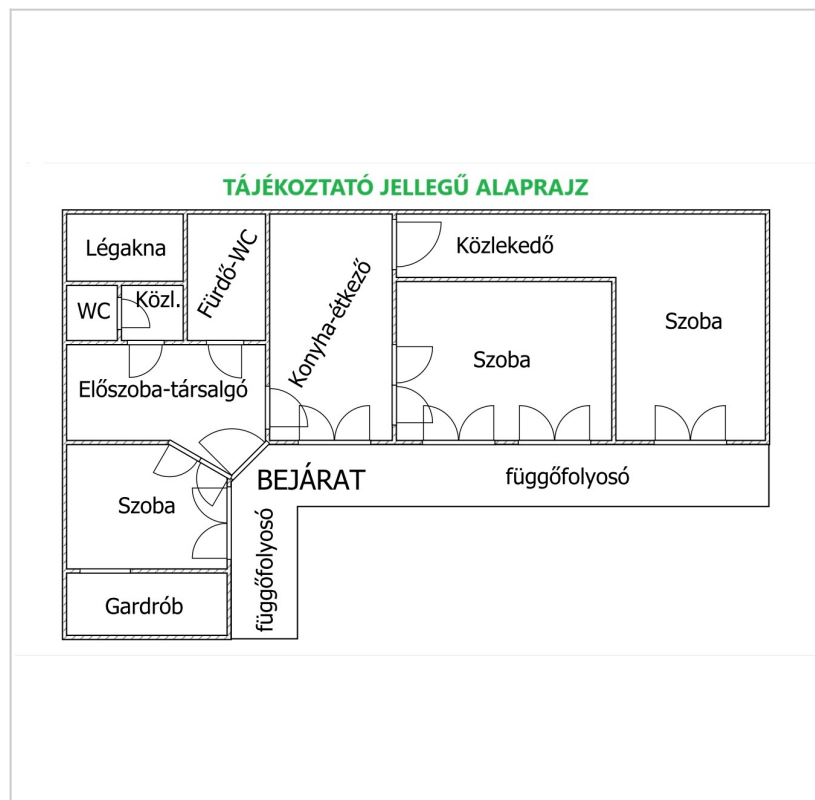 TÁJÉKOZTATÓ JELLEGŰ ALAPRAJZ
Légakna
Fürdő-WC
Közlekedő
WC
Közl.
Konyha-étkező
Szoba
Szoba
Előszoba-társalgó
BEJÁRAT
függőfolyosó
Szoba
függőfolyosó
Gardrób